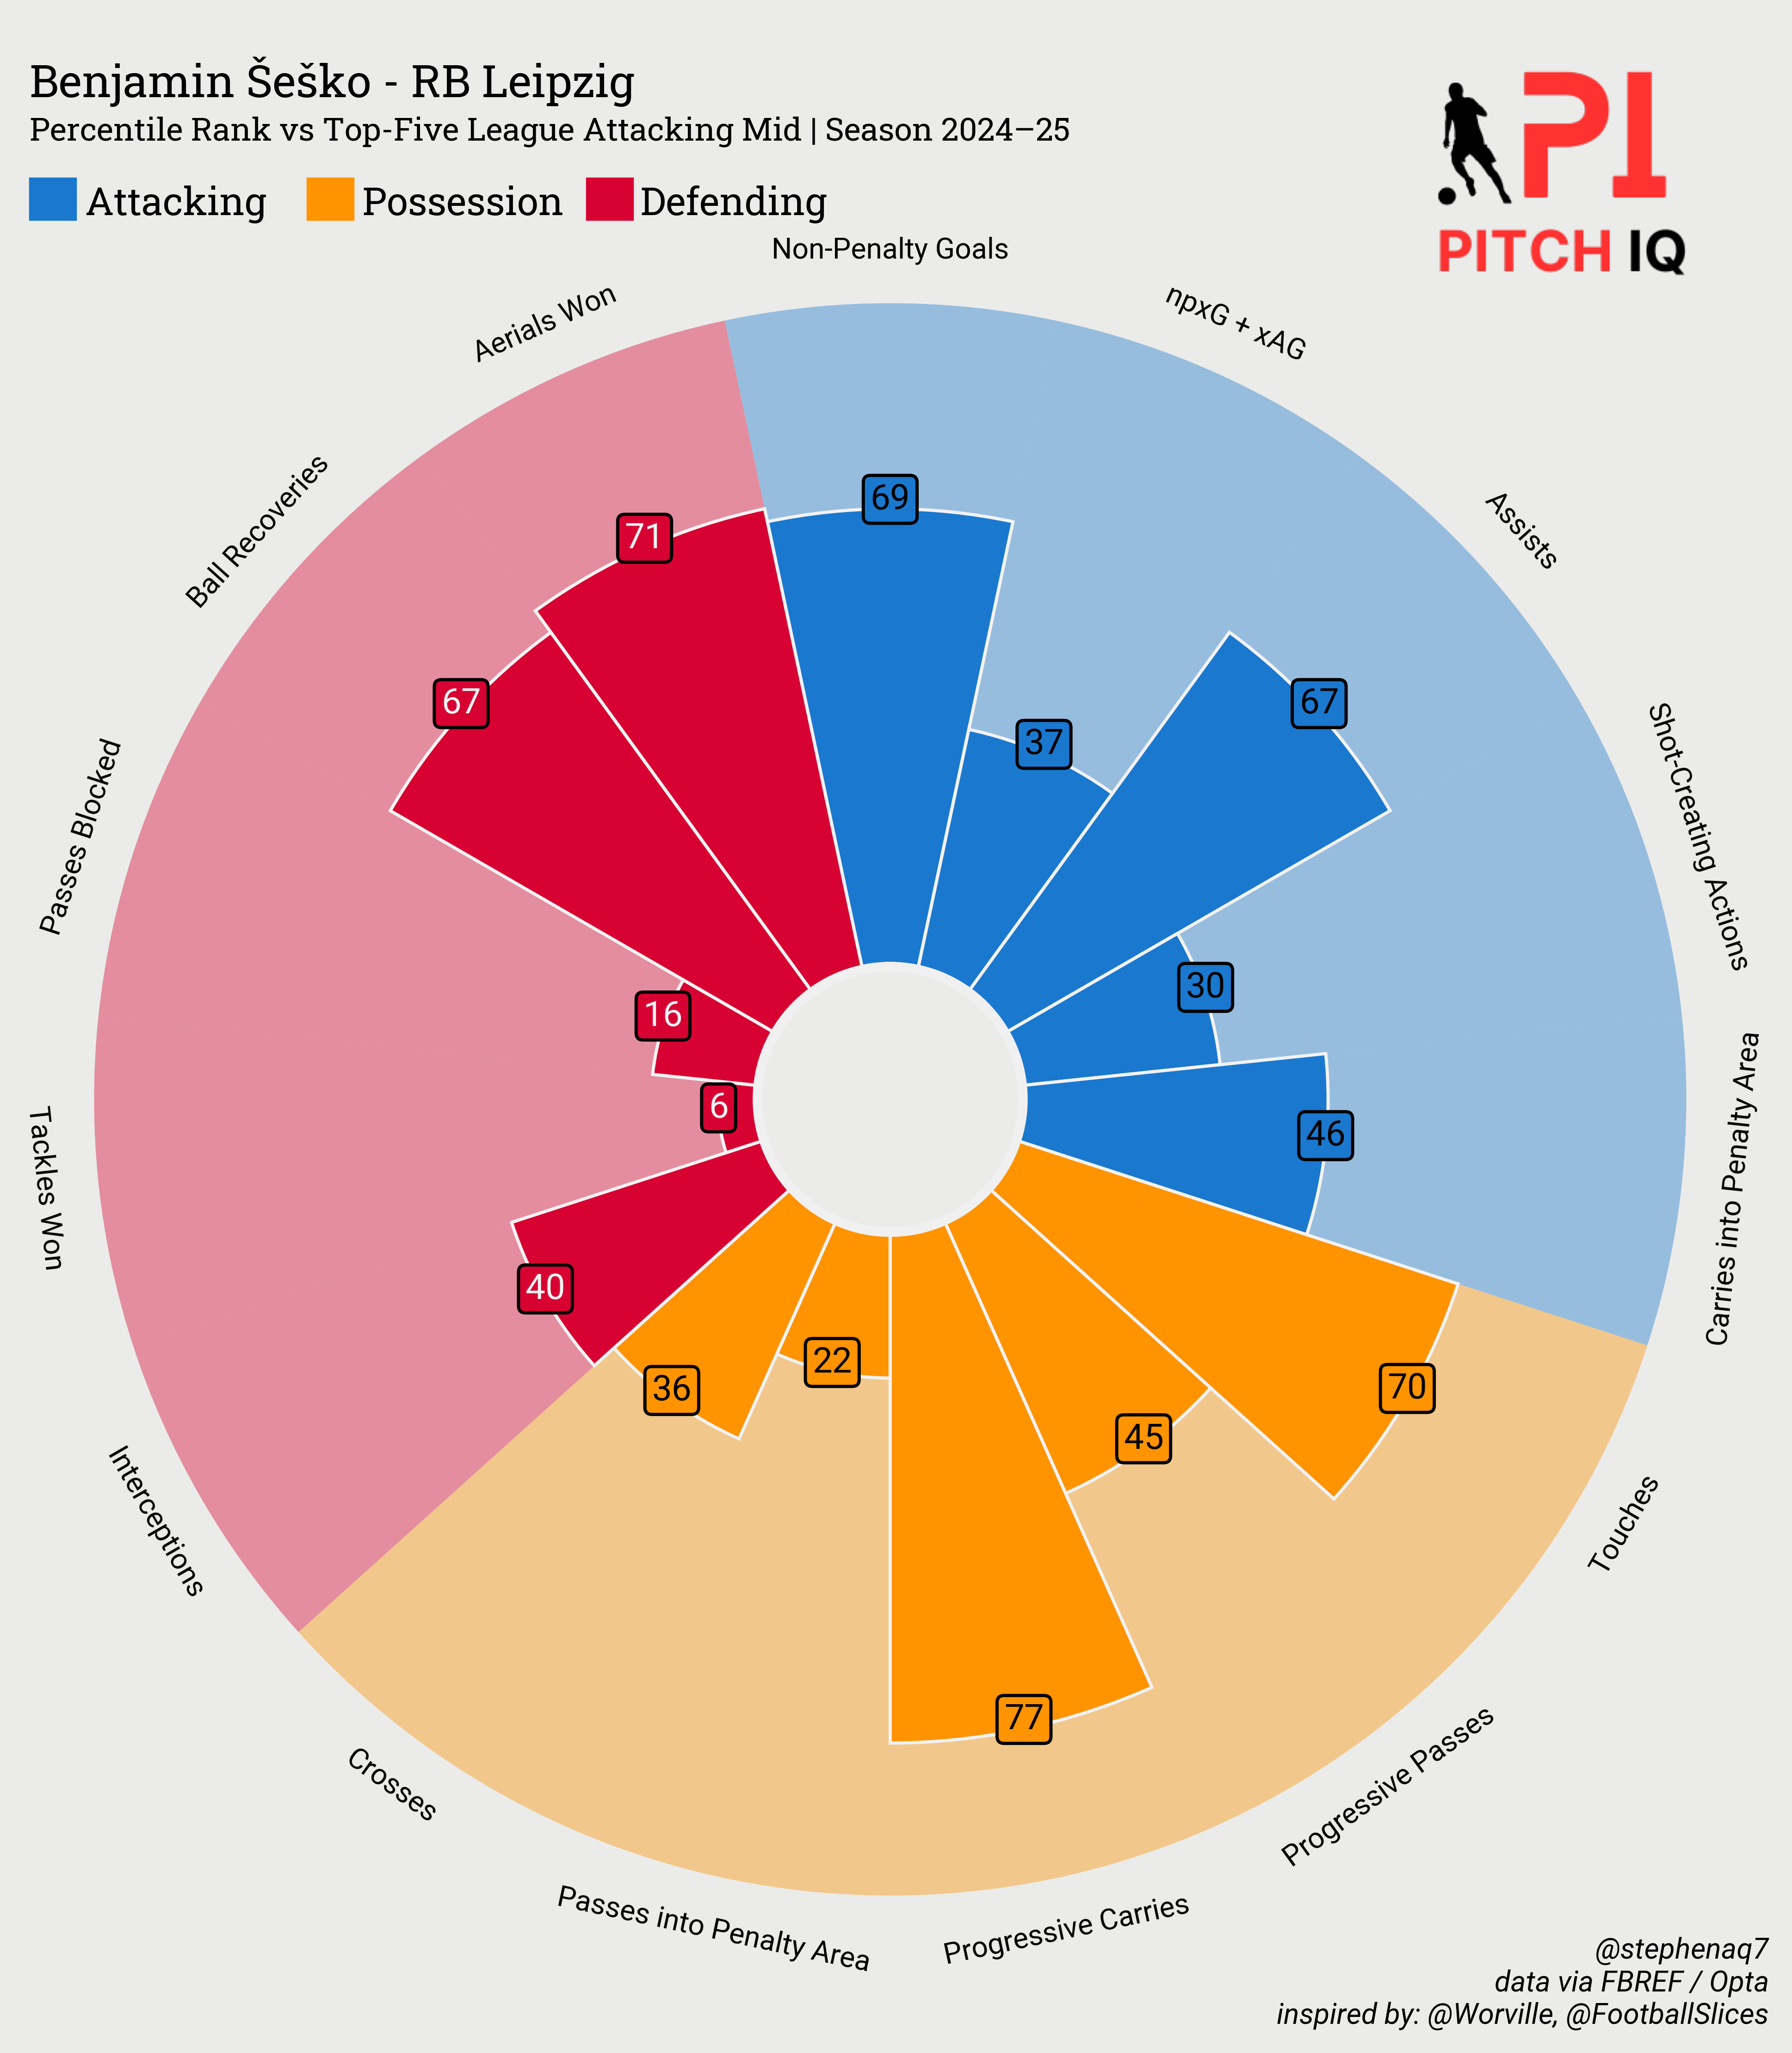 Benjamin Šeško - RB Leipzig
Percentile Rank vs Top-Five League Attacking Mid | Season 2024–25
Attacking
Possession
Defending
PI
PITCH IQ
Non-Penalty Goals
npxG + xAG
Assists
Shot-Creating Actions
Carries into Penalty Area
Touches
Progressive Passes
Progressive Carries
Passes into Penalty Area
Crosses
Interceptions
Tackles Won
Passes Blocked
Ball Recoveries
Aerials Won
69
37
67
30
46
70
45
77
22
36
40
6
16
67
71
@stephenaq7
data via FBREF / Opta
inspired by: @Worville, @FootballSlices